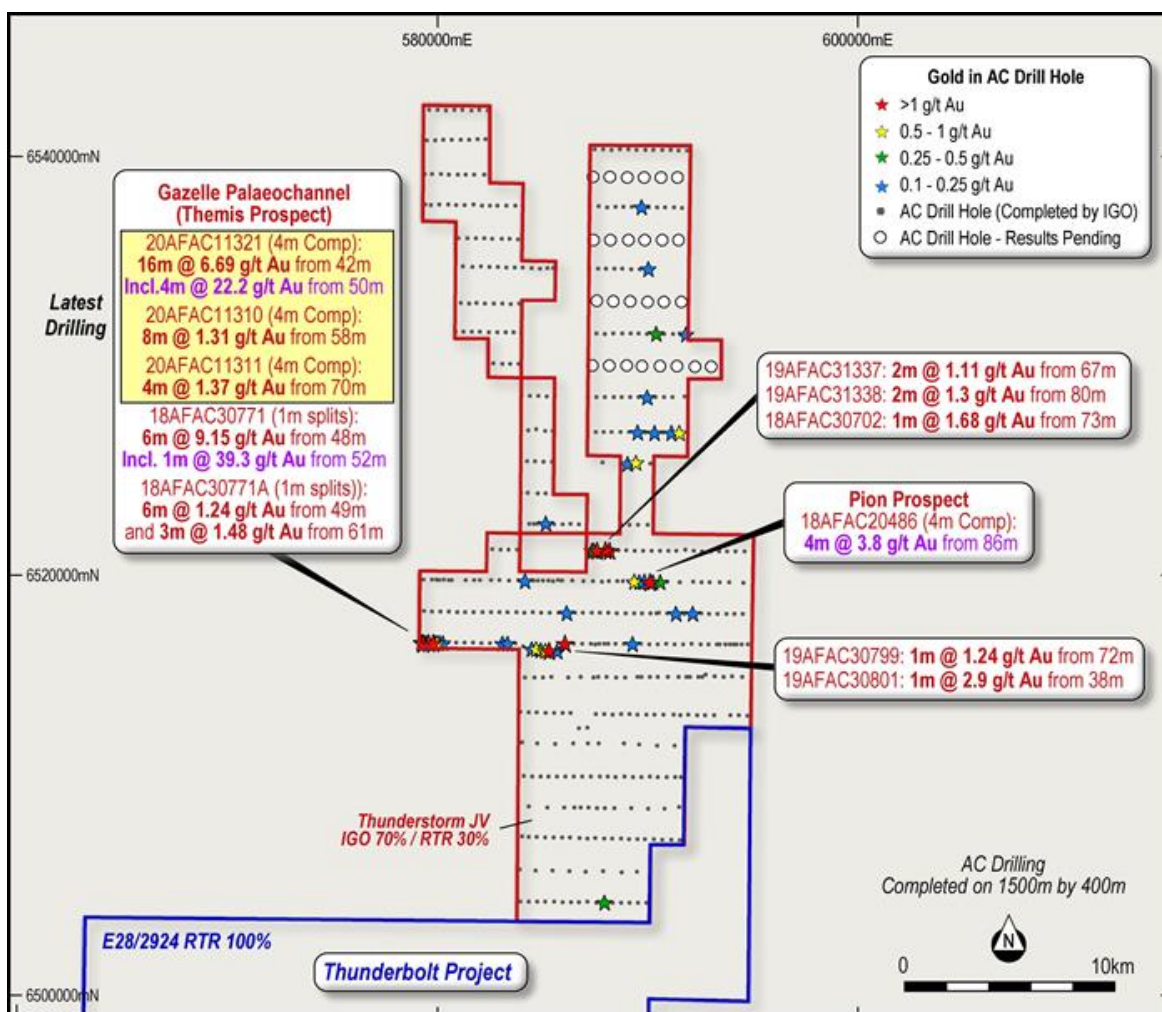 580000mE
600000mE
Gold in AC Drill Hole
>1 g/t Au
0.5 - 1 g/t Au
0.25 - 0.5 g/t Au
0.1 - 0.25 g/t Au
AC Drill Hole (Completed by IGO)
AC Drill Hole - Results Pending
6540000mN
Gazelle Palaeochannel
(Themis Prospect)
20AFAC11321 (4m Comp):
16m @ 6.69 g/t Au from 42m
Incl.4m @ 22.2 g/t Au from 50m
20AFAC11310 (4m Comp):
8m @ 1.31 g/t Au from 58m
20AFAC11311 (4m Comp):
4m @ 1.37 g/t Au from 70m
18AFAC30771 (1m splits):
6m @ 9.15 g/t Au from 48m
Incl. 1m @ 39.3 g/t Au from 52m
18AFAC30771A (1m splits)):
6m @ 1.24 g/t Au from 49m
and 3m @ 1.48 g/t Au from 61m
Latest
Drilling
19AFAC31337: 2m @ 1.11 g/t Au from 67m
19AFAC31338: 2m @ 1.3 g/t Au from 80m
18AFAC30702: 1m @ 1.68 g/t Au from 73m
Pion Prospect
18AFAC20486 (4m Comp):
4m @ 3.8 g/t Au from 86m
6520000mN
19AFAC30799: 1m @ 1.24 g/t Au from 72m
19AFAC30801: 1m @ 2.9 g/t Au from 38m
Thunderstorm JV
IGO 70% / RTR 30%
AC Drilling
Completed on 1500m by 400m
N
0 10km
E28/2924 RTR 100%
Thunderbolt Project
6500000mN